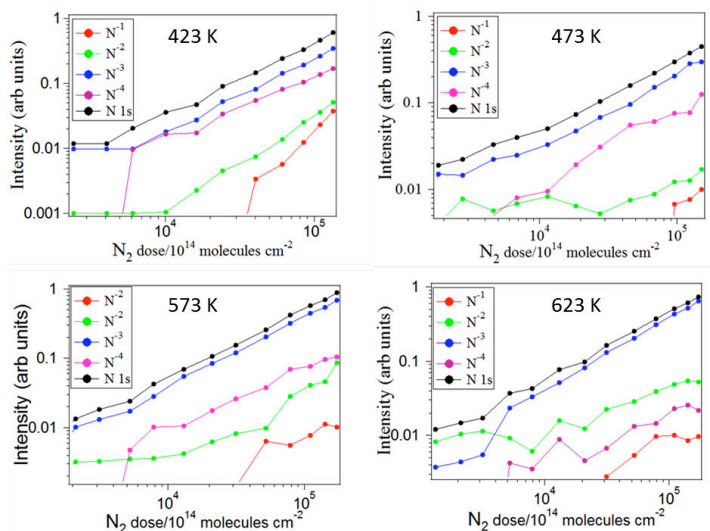 423 K
N⁻¹
N⁻²
N⁻³
N⁻⁴
N 1s
1
0.1
0.01
0.001
Intensity (arb units)
10⁴
10⁵
N₂ dose/10¹⁴ molecules cm⁻²
473 K
N⁻¹
N⁻²
N⁻³
N⁻⁴
N 1s
1
0.1
0.01
Intensity (arb units)
10⁴
10⁵
N₂ dose/10¹⁴ molecules cm⁻²
573 K
N⁻²
N⁻²
N⁻³
N⁻⁴
N 1s
1
0.1
0.01
Intensity (arb units)
10⁴
10⁵
N₂ dose/10¹⁴ molecules cm⁻²
623 K
N⁻¹
N⁻²
N⁻³
N⁻⁴
N 1s
1
0.1
0.01
Intensity (arb units)
10⁴
10⁵
N₂ dose/10¹⁴ molecules cm⁻²